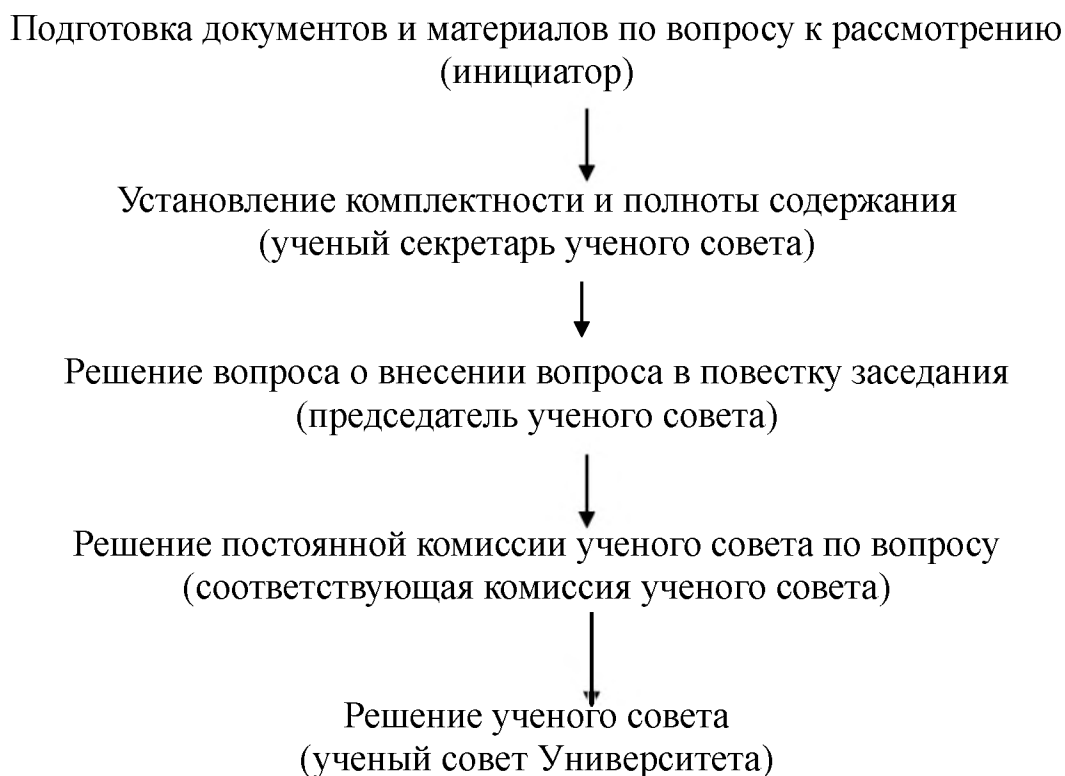 Подготовка документов и материалов по вопросу к рассмотрению
(инициатор)
Установление комплектности и полноты содержания
(ученый секретарь ученого совета)
Решение вопроса о внесении вопроса в повестку заседания
(председатель ученого совета)
Решение постоянной комиссии ученого совета по вопросу
(соответствующая комиссия ученого совета)
Решение ученого совета
(ученый совет Университета)